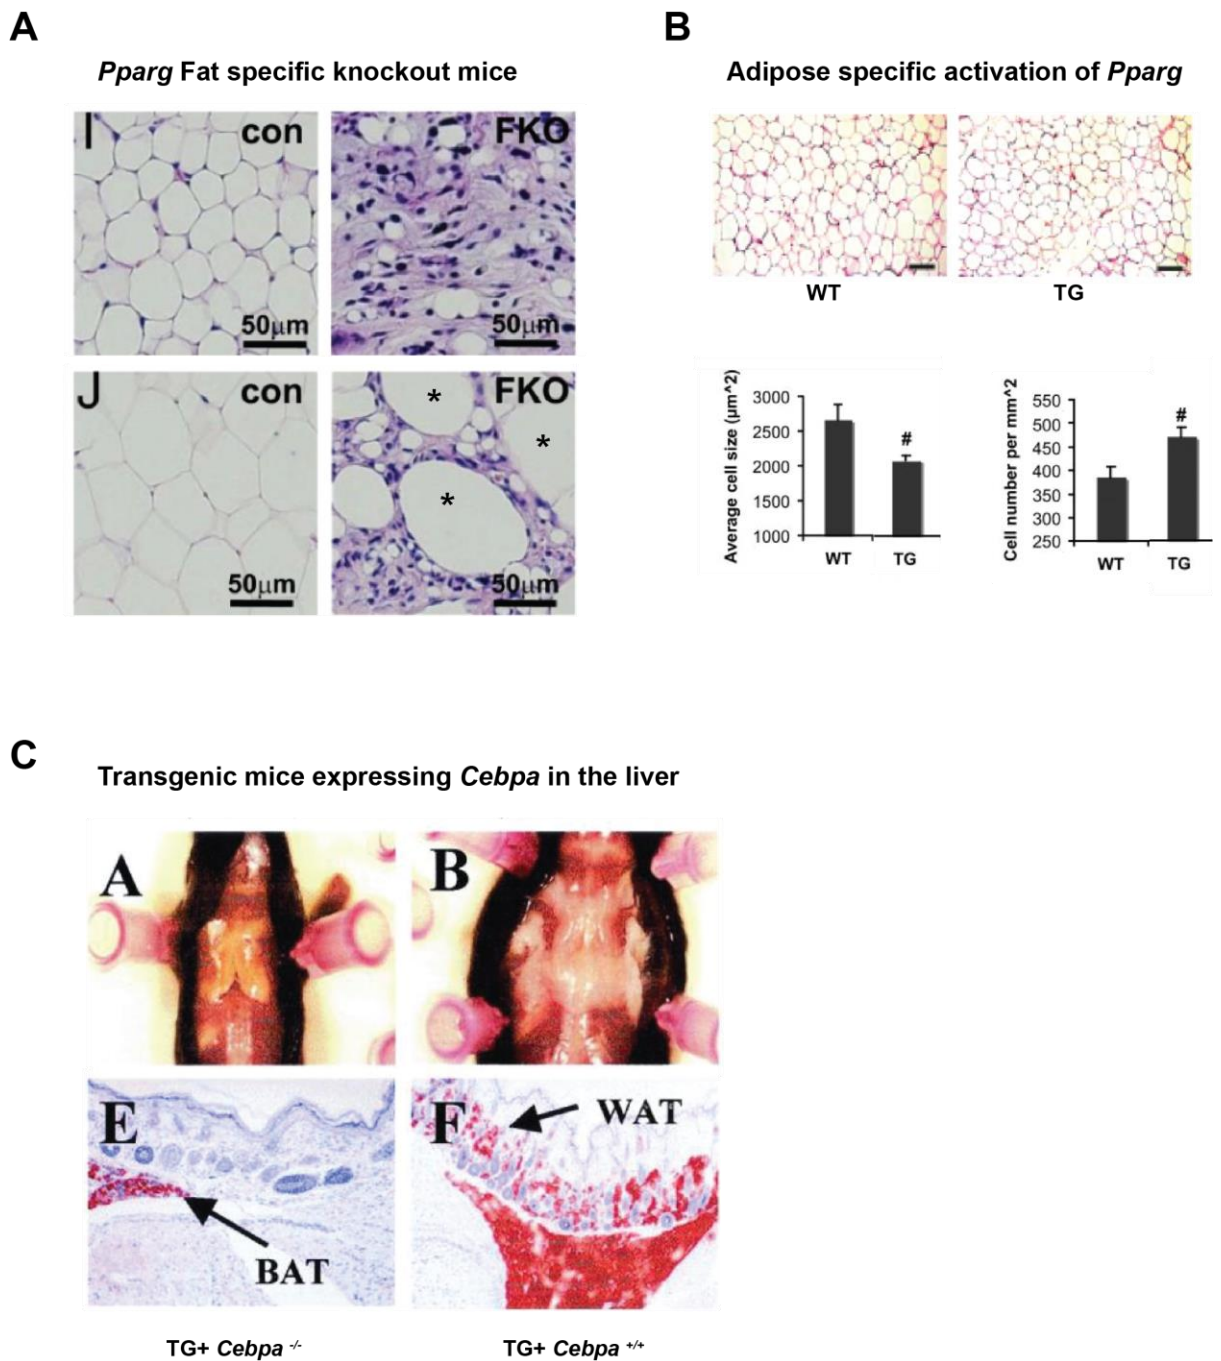 A
Pparg Fat specific knockout mice
I con
FKO
50µm
50µm
J con
FKO
*
*
*
50µm
50µm
B
Adipose specific activation of Pparg
WT
TG
Average cell size (µm^2)
3000
2500
2000
1500
1000
#
WT
TG
Cell number per mm^2
550
500
450
400
350
300
250
#
WT
TG
C
Transgenic mice expressing Cebpa in the liver
A
B
E
BAT
F
WAT
TG+ Cebpa -/-
TG+ Cebpa +/+